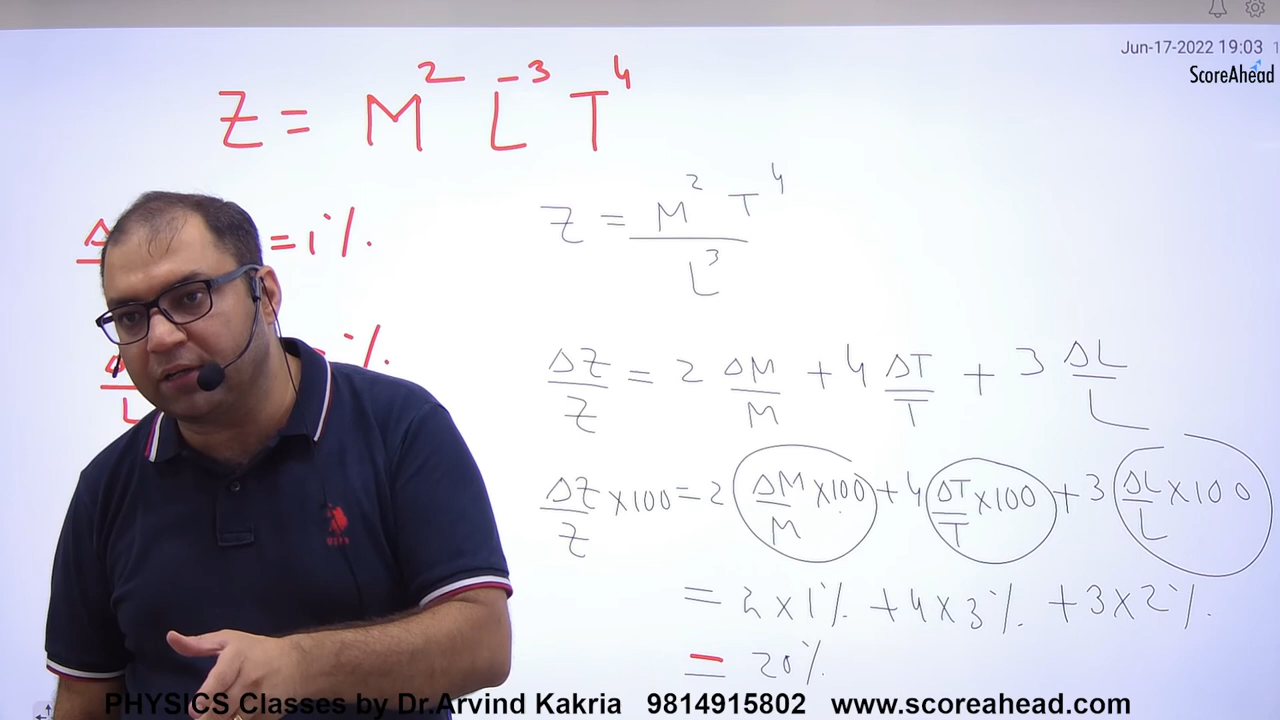 Jun-17-2022 19:03
ScoreAhead
Z = M² L⁻³ T⁴
Z = M² T⁴ / L³
Δ = 1%.
%.
L
ΔZ/Z = 2 ΔM/M + 4 ΔT/T + 3 ΔL/L
ΔZ/Z ×100 = 2 ΔM/M ×100 + 4 ΔT/T ×100 + 3 ΔL/L ×100
= 2×1% + 4×3% + 3×2%.
= 20%
PHYSICS Classes by Dr.Arvind Kakria 9814915802 www.scoreahead.com